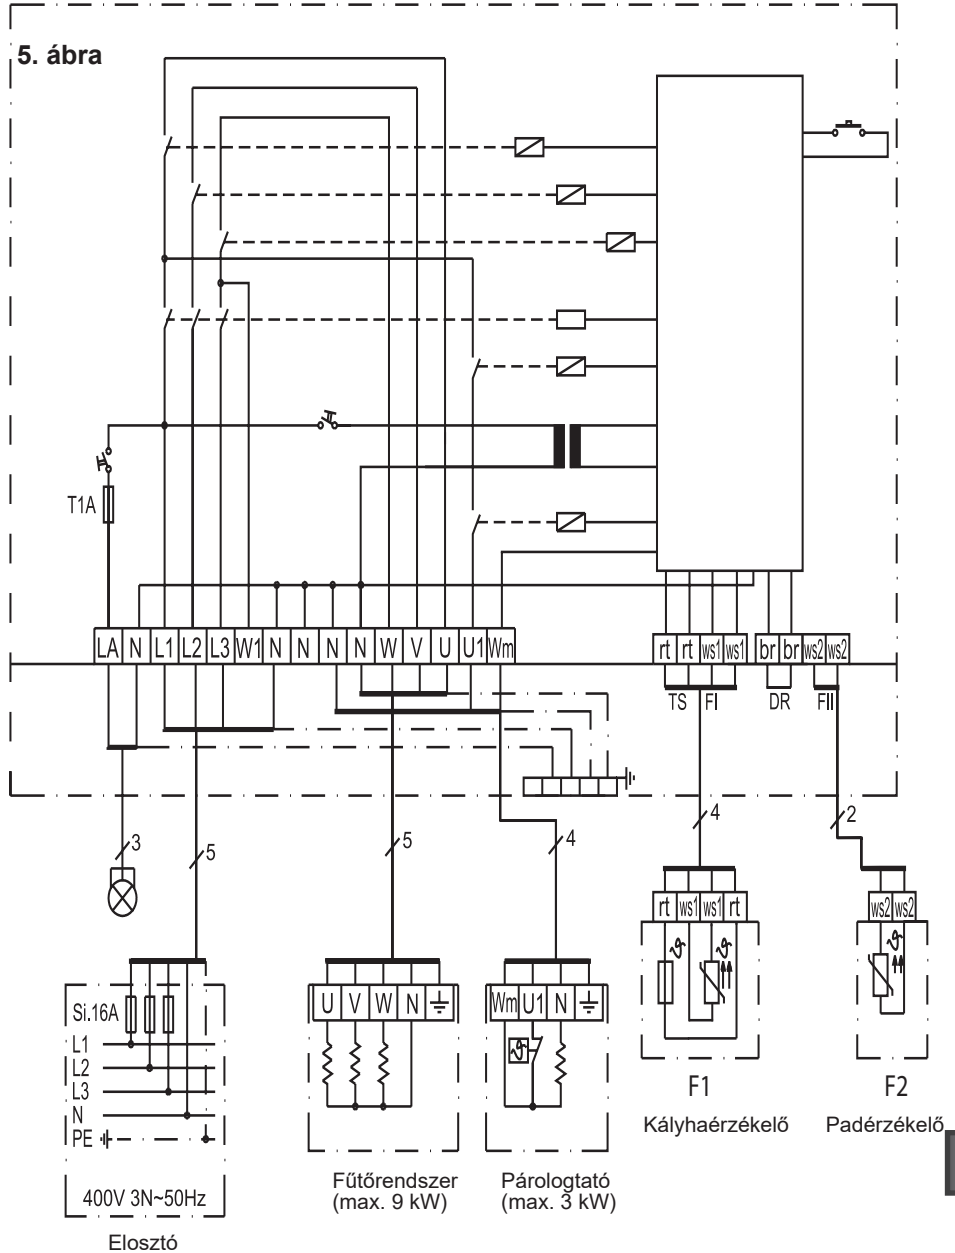 5. ábra
T1A
LA N L1 L2 L3 W1 N N N N W V U U1 Wm
rt rt ws1 ws1 br br ws2 ws2
TS FI DR FII
3
5
5
4
4
2
rt ws1 ws1 rt
ws2 ws2
Si.16A
U V W N
Wm U1 N
L1
L2
L3
N
PE
F1
F2
Kályhaérzékelő
Padérzékelő
400V 3N~50Hz
Fűtőrendszer
(max. 9 kW)
Párologtató
(max. 3 kW)
Elosztó